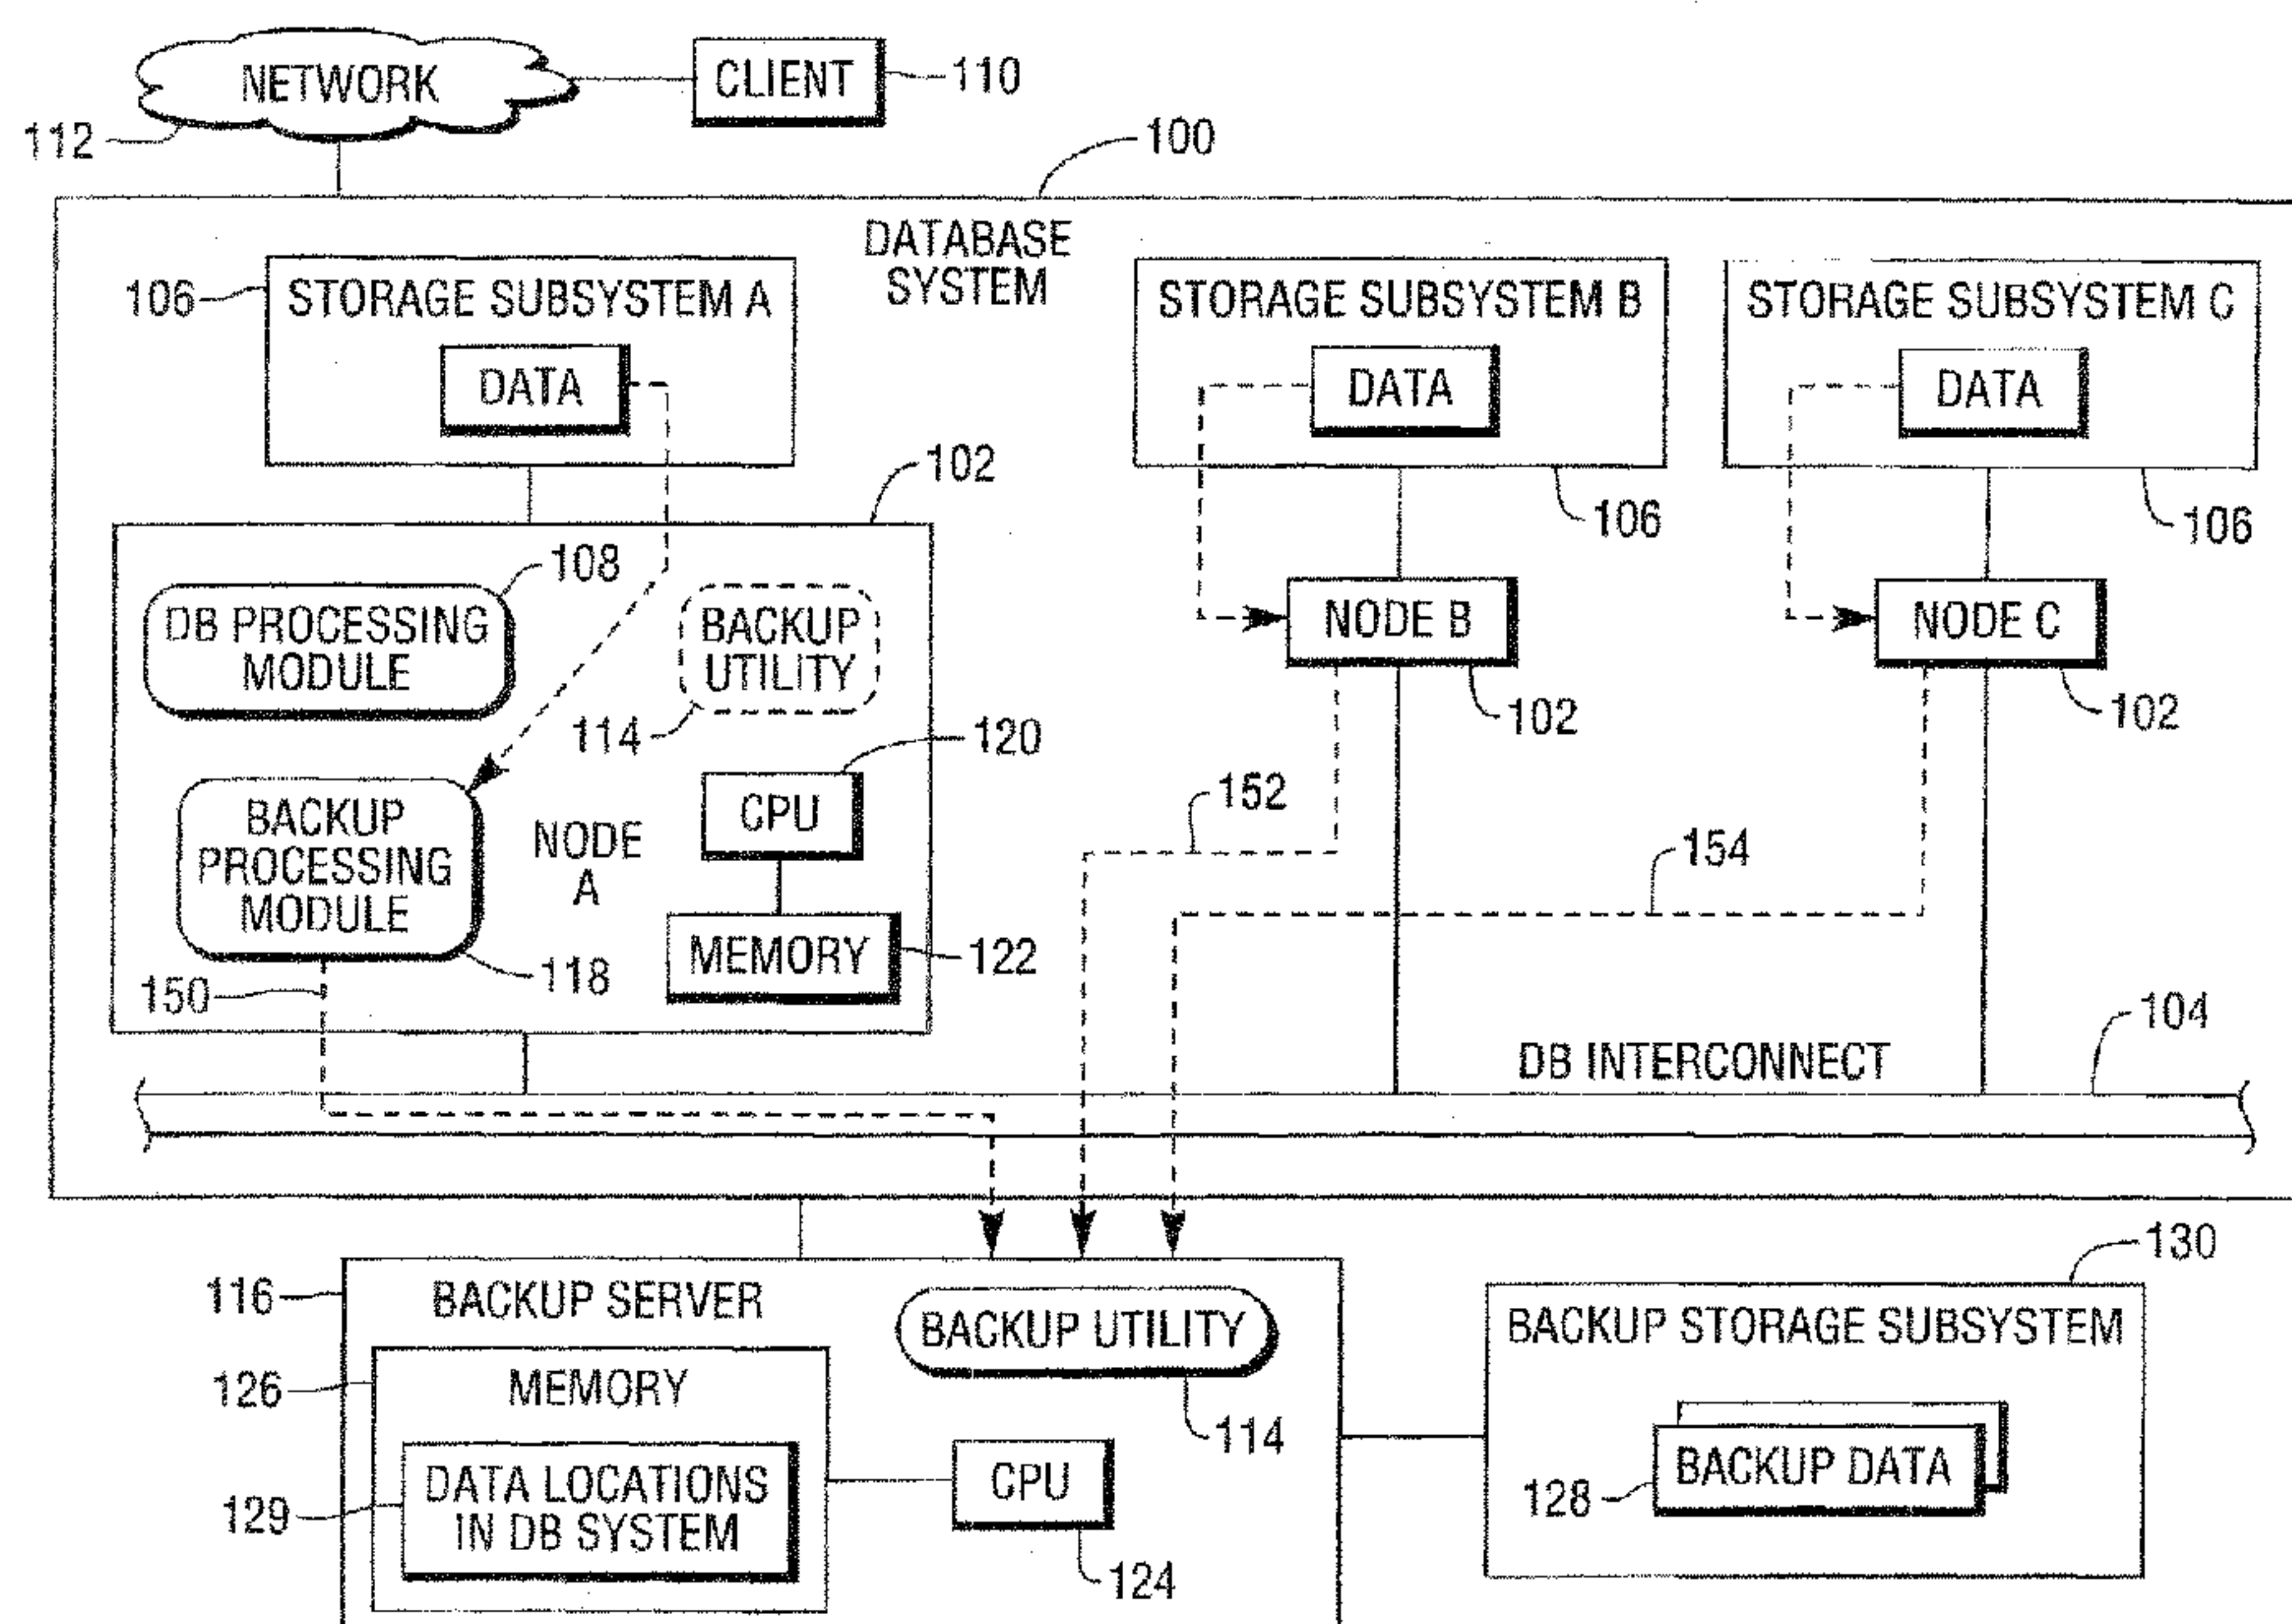 NETWORK
CLIENT
110
112
100
DATABASE
SYSTEM
106
STORAGE SUBSYSTEM A
DATA
STORAGE SUBSYSTEM B
DATA
106
STORAGE SUBSYSTEM C
DATA
106
102
108
DB PROCESSING
MODULE
BACKUP
UTILITY
114
120
CPU
BACKUP
PROCESSING
MODULE
NODE
A
MEMORY
122
118
150
NODE B
102
NODE C
102
152
154
104
DB INTERCONNECT
116
BACKUP SERVER
BACKUP UTILITY
114
126
MEMORY
129
DATA LOCATIONS
IN DB SYSTEM
CPU
124
130
BACKUP STORAGE SUBSYSTEM
128
BACKUP DATA